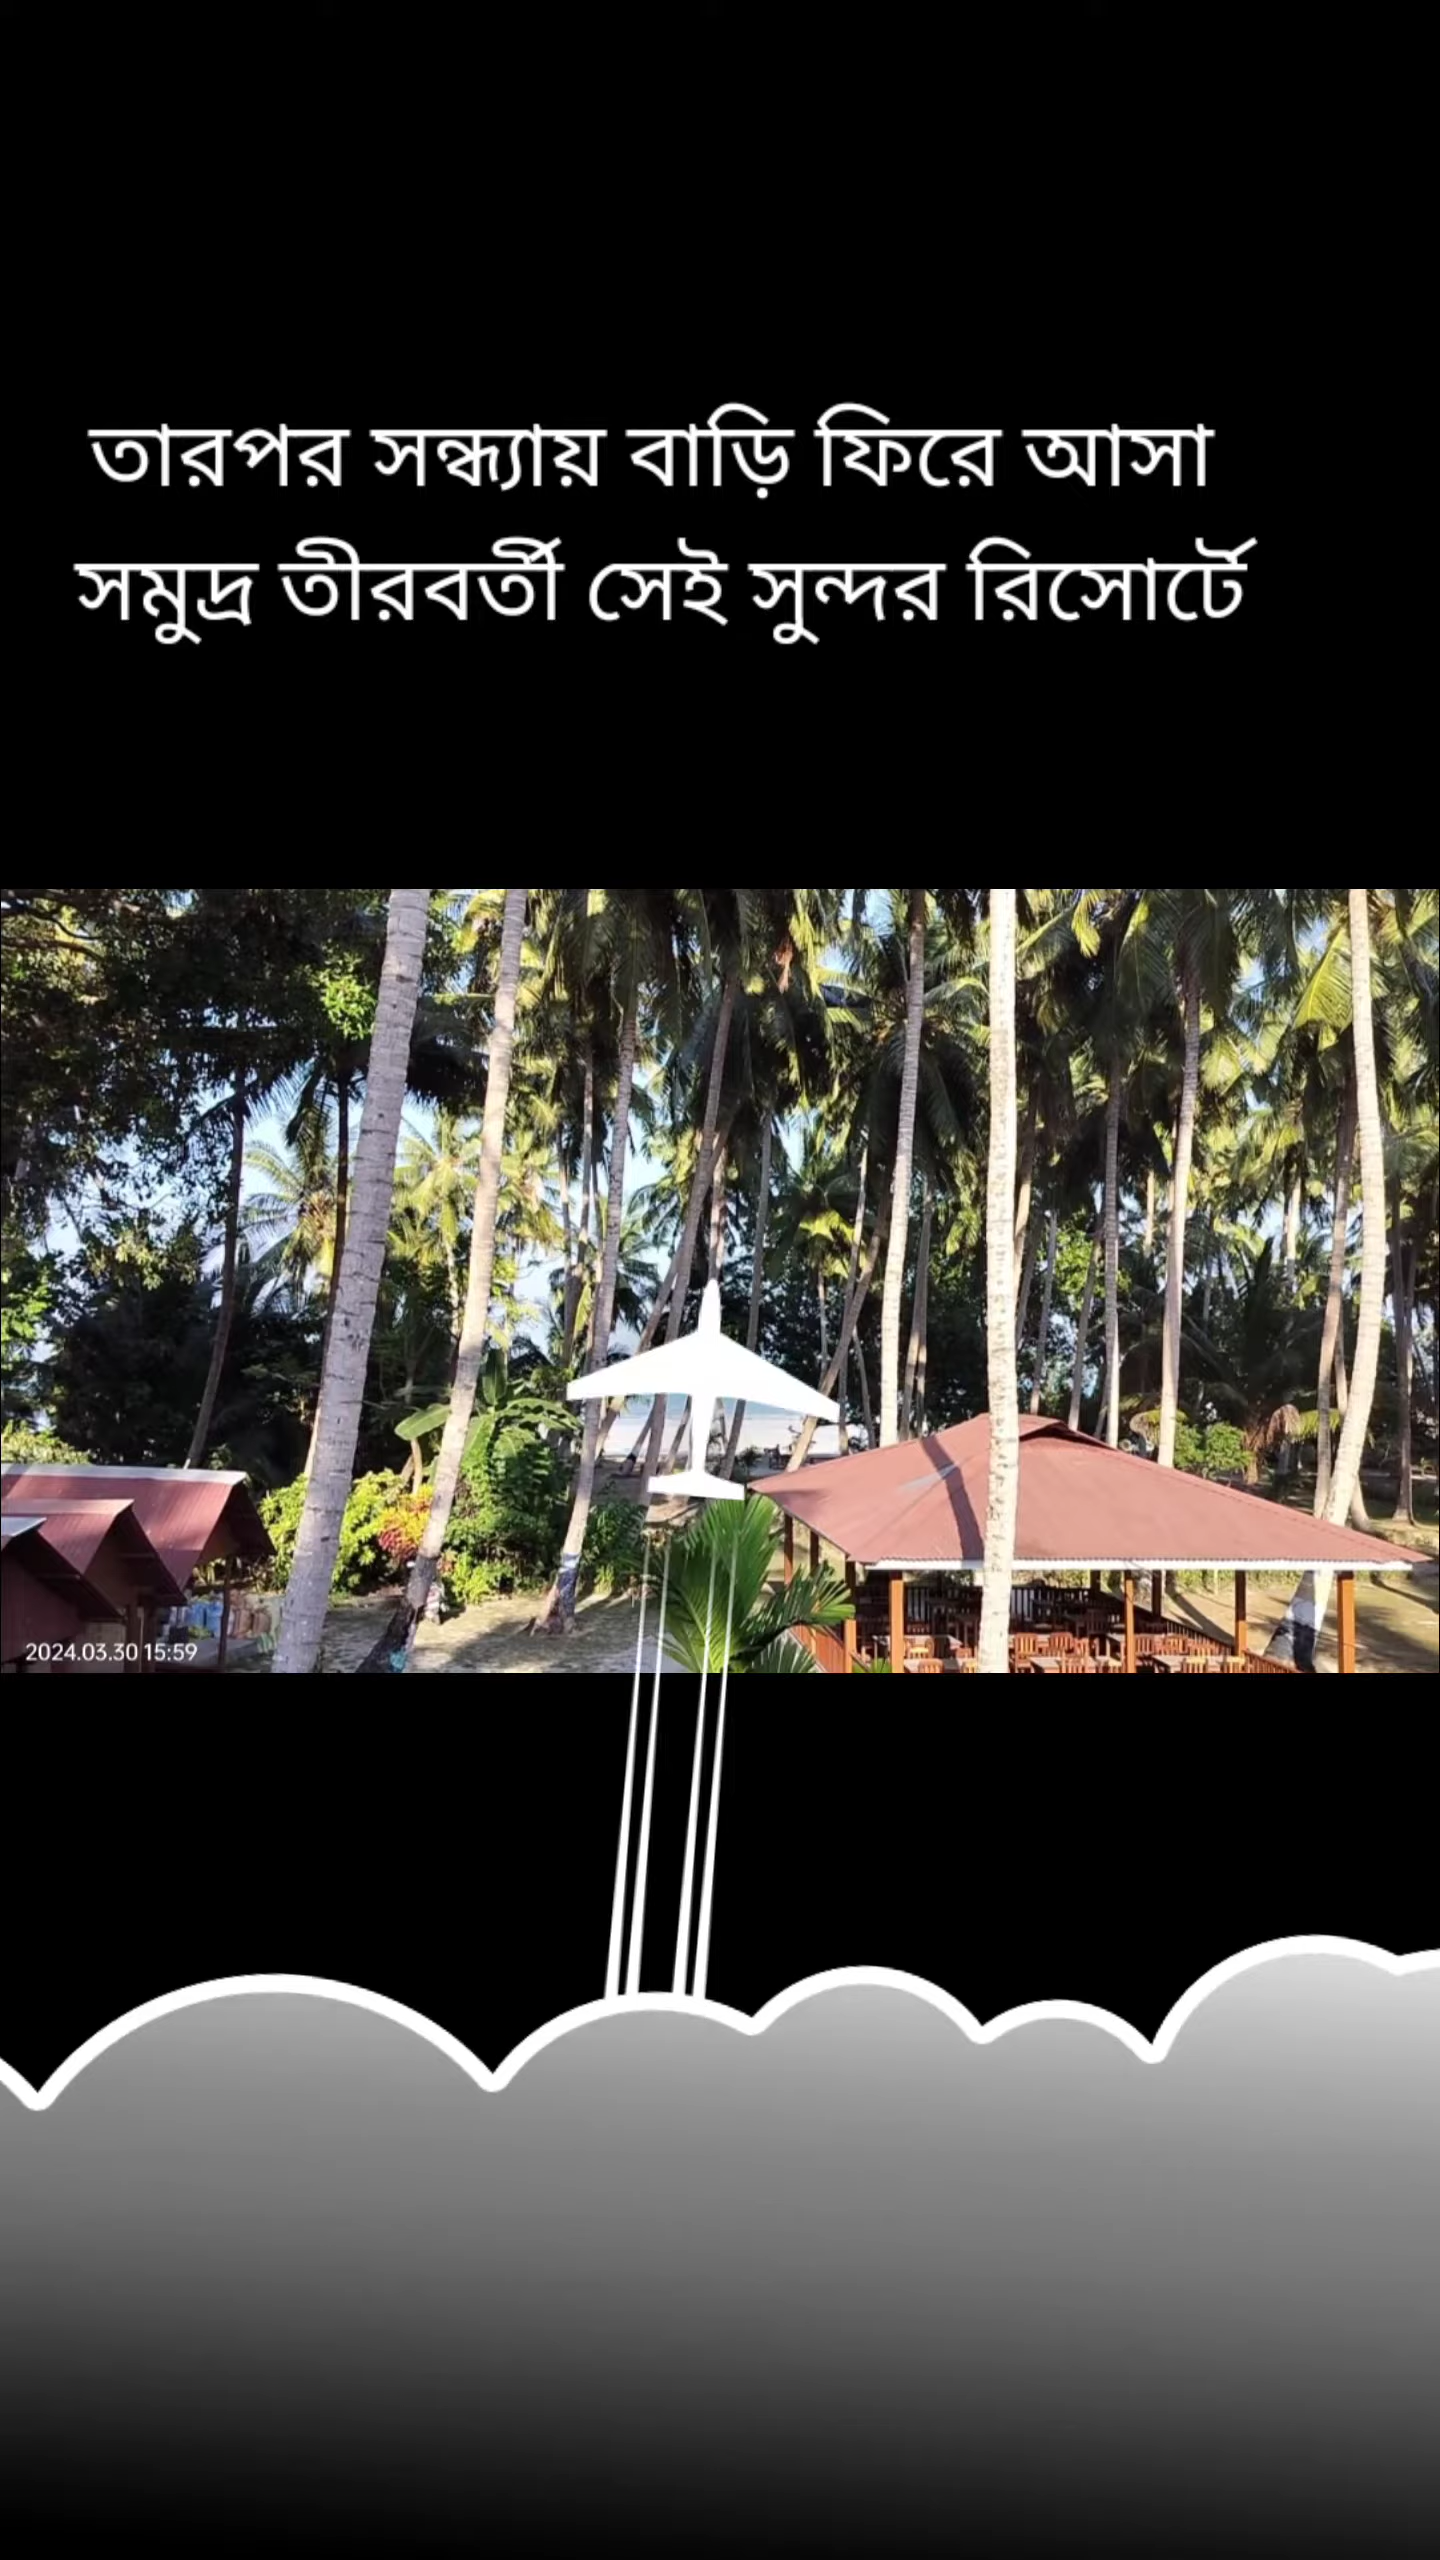 তারপর সন্ধ্যায় বাড়ি ফিরে আসা
সমুদ্র তীরবর্তী সেই সুন্দর রিসোর্টে
2024.03.30 15:59